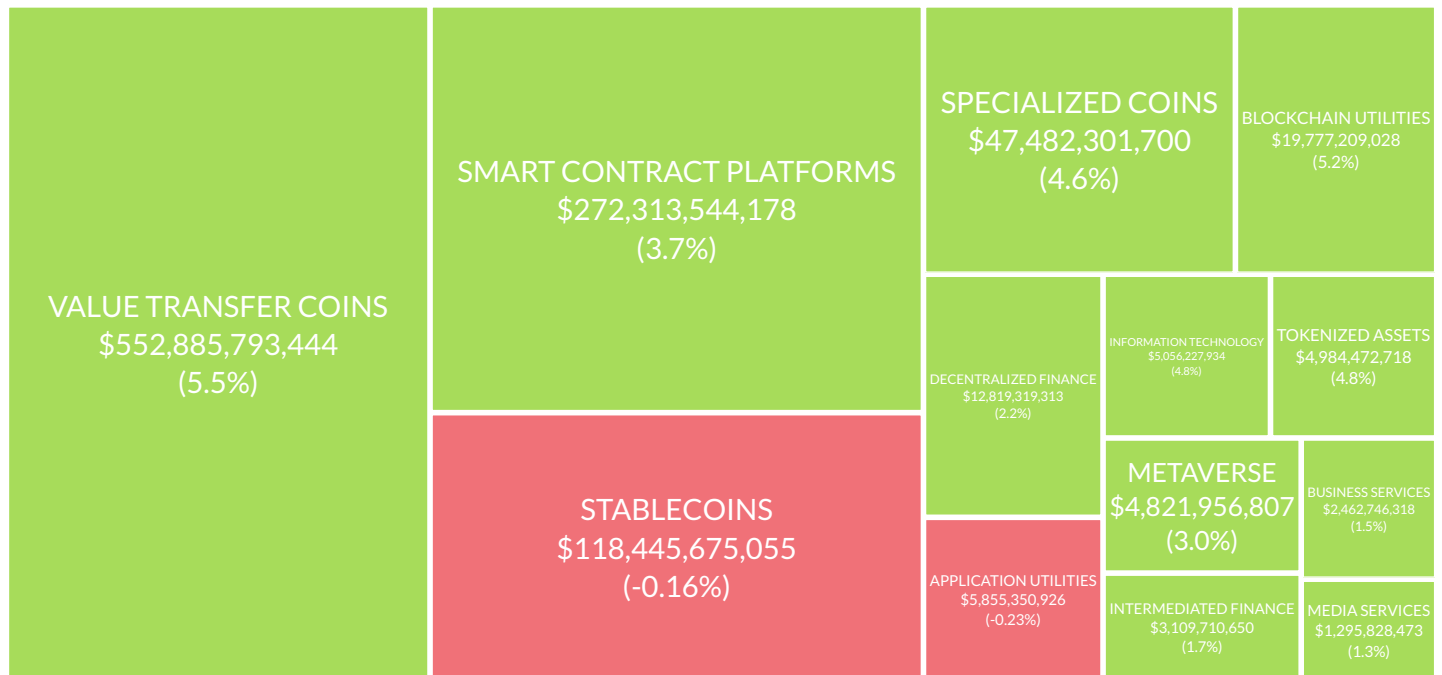 VALUE TRANSFER COINS
$552,885,793,444
(5.5%)
SMART CONTRACT PLATFORMS
$272,313,544,178
(3.7%)
STABLECOINS
$118,445,675,055
(-0.16%)
SPECIALIZED COINS
$47,482,301,700
(4.6%)
BLOCKCHAIN UTILITIES
$19,777,209,028
(5.2%)
DECENTRALIZED FINANCE
$12,819,319,313
(2.2%)
APPLICATION UTILITIES
$5,855,350,926
(-0.23%)
INFORMATION TECHNOLOGY
$5,056,227,934
(4.8%)
TOKENIZED ASSETS
$4,984,472,718
(4.8%)
METAVERSE
$4,821,956,807
(3.0%)
BUSINESS SERVICES
$2,462,746,318
(1.5%)
INTERMEDIATED FINANCE
$3,109,710,650
(1.7%)
MEDIA SERVICES
$1,295,828,473
(1.3%)